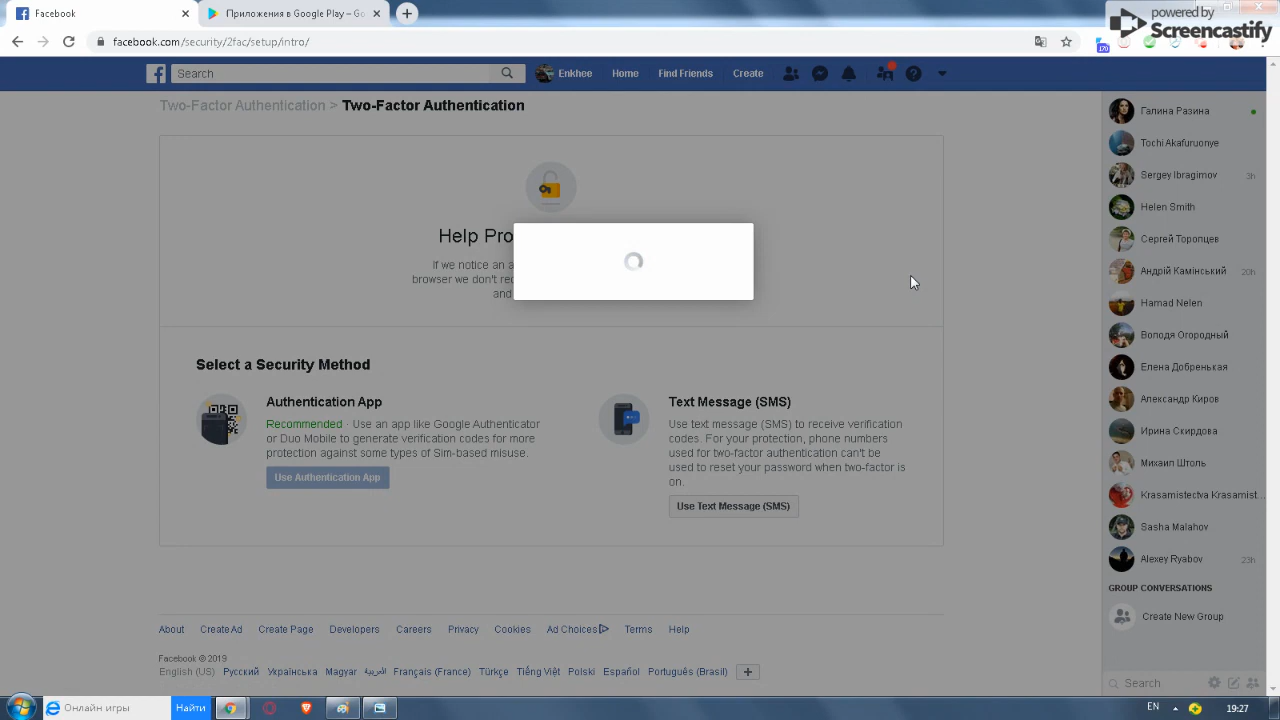 Facebook
Приложения в Google Play – Go
powered by
Screencastify
facebook.com/security/2fac/setup/intro/
170
Search
Enkhee
Home
Find Friends
Create
Two-Factor Authentication > Two-Factor Authentication
Help Pro
If we notice an a
browser we don't rec
and
Select a Security Method
Authentication App
Recommended · Use an app like Google Authenticator
or Duo Mobile to generate verification codes for more
protection against some types of Sim-based misuse.
Use Authentication App
Text Message (SMS)
Use text message (SMS) to receive verification
codes. For your protection, phone numbers
used for two-factor authentication can't be
used to reset your password when two-factor is
on.
Use Text Message (SMS)
Галина Разина
Tochi Akafuruonye
Sergey Ibragimov 3h
Helen Smith
Сергей Торопцев
Андрій Камінський 20h
Hamad Nelen
Володя Огородный
Елена Добренькая
Александр Киров
Ирина Скирдова
Михаил Штоль
Krasamistectva Krasamist...
Sasha Malahov
Alexey Ryabov 23h
GROUP CONVERSATIONS
Create New Group
Search
About
Create Ad
Create Page
Developers
Careers
Privacy
Cookies
Ad Choices
Terms
Help
Facebook © 2019
English (US) Русский Українська Magyar العربية Français (France) Türkçe Tiếng Việt Polski Español Português (Brasil)
Онлайн игры
Найти
EN
19:27